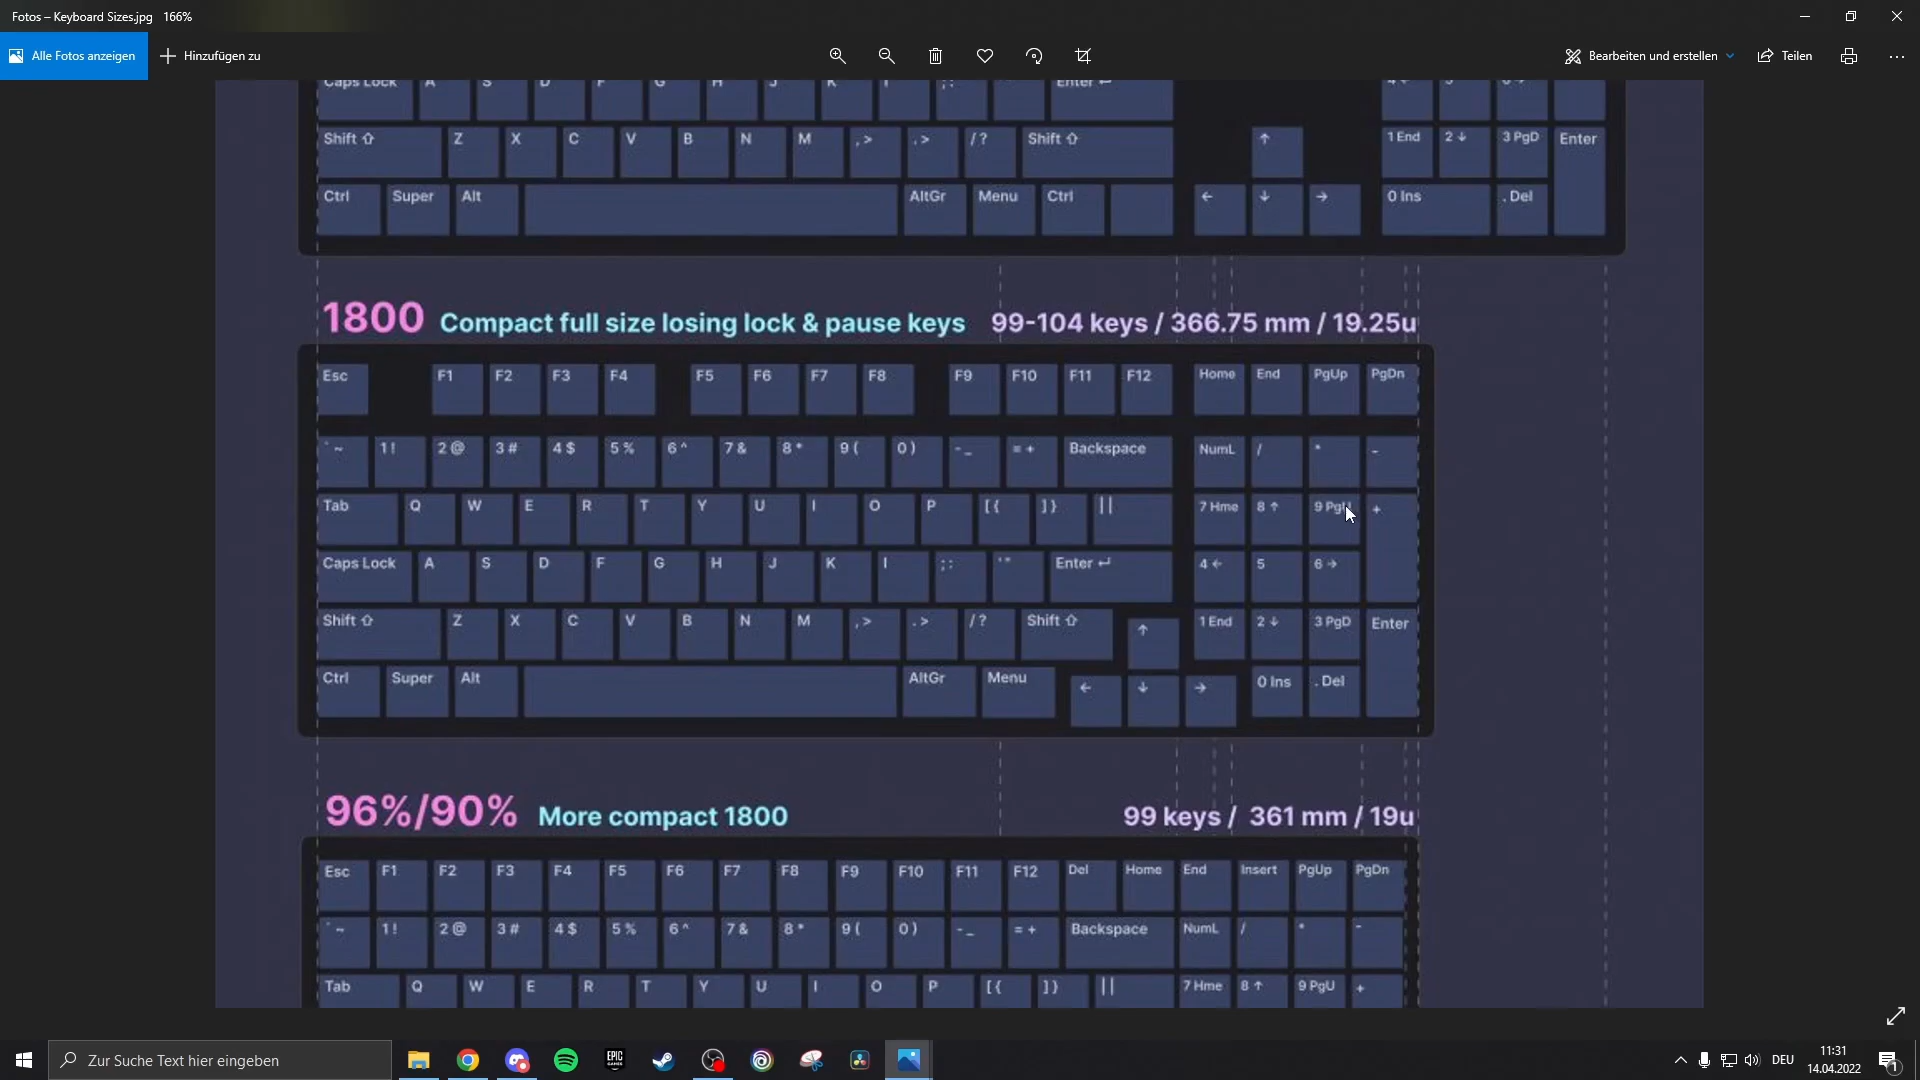 Fotos – Keyboard Sizes.jpg 166%
Alle Fotos anzeigen Hinzufügen zu Bearbeiten und erstellen Teilen
Caps Lock A S D F G H J K l ; : Enter ↵
Shift ⇧ Z X C V B N M , > . > / ? Shift ⇧ ↑ 1 End 2 ↓ 3 PgD Enter
Ctrl Super Alt AltGr Menu Ctrl ← ↓ → 0 Ins . Del
1800 Compact full size losing lock & pause keys 99-104 keys / 366.75 mm / 19.25u
Esc F1 F2 F3 F4 F5 F6 F7 F8 F9 F10 F11 F12 Home End PgUp PgDn
` ~ 1 ! 2 @ 3 # 4 $ 5 % 6 ^ 7 & 8 * 9 ( 0 ) - _ = + Backspace NumL / * -
Tab Q W E R T Y U I O P [ { ] } | | 7 Hme 8 ↑ 9 PgU +
Caps Lock A S D F G H J K l ; : ' " Enter ↵ 4 ← 5 6 →
Shift ⇧ Z X C V B N M , > . > / ? Shift ⇧ ↑ 1 End 2 ↓ 3 PgD Enter
Ctrl Super Alt AltGr Menu ← ↓ → 0 Ins . Del
96%/90% More compact 1800 99 keys / 361 mm / 19u
Esc F1 F2 F3 F4 F5 F6 F7 F8 F9 F10 F11 F12 Del Home End Insert PgUp PgDn
` ~ 1 ! 2 @ 3 # 4 $ 5 % 6 ^ 7 & 8 * 9 ( 0 ) - _ = + Backspace NumL / * -
Tab Q W E R T Y U I O P [ { ] } | | 7 Hme 8 ↑ 9 PgU +
Zur Suche Text hier eingeben
EPIC GAMES
DEU
11:31
14.04.2022
1